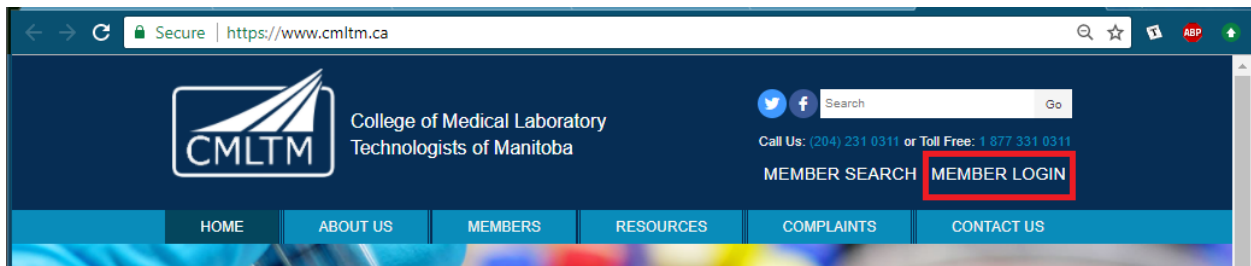 Secure | https://www.cmltm.ca
ABP
CMLTM
College of Medical Laboratory
Technologists of Manitoba
Search Go
Call Us: (204) 231 0311 or Toll Free: 1 877 331 0311
MEMBER SEARCH MEMBER LOGIN
HOME ABOUT US MEMBERS RESOURCES COMPLAINTS CONTACT US